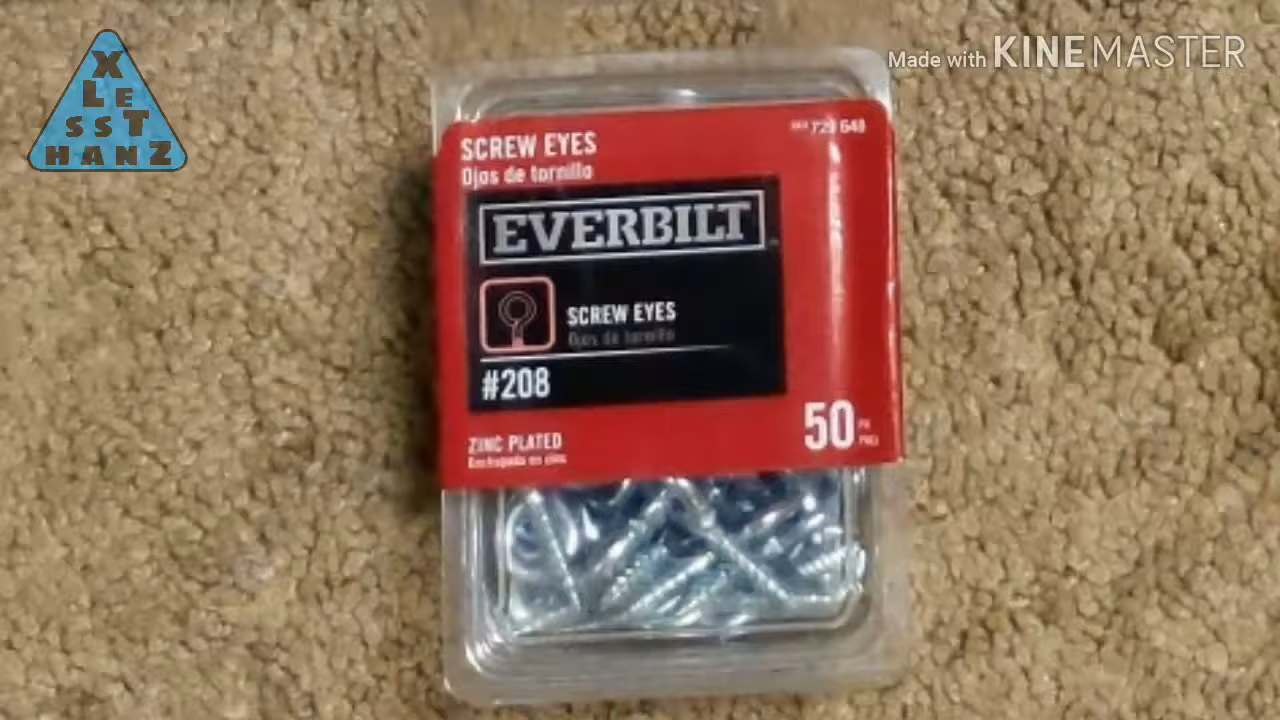 X
LE
SST
HANZ
Made with KINEMASTER
SCREW EYES
Ojos de tornillo
EVERBILT
SCREW EYES
Ojos de tornillo
#208
ZINC PLATED
50